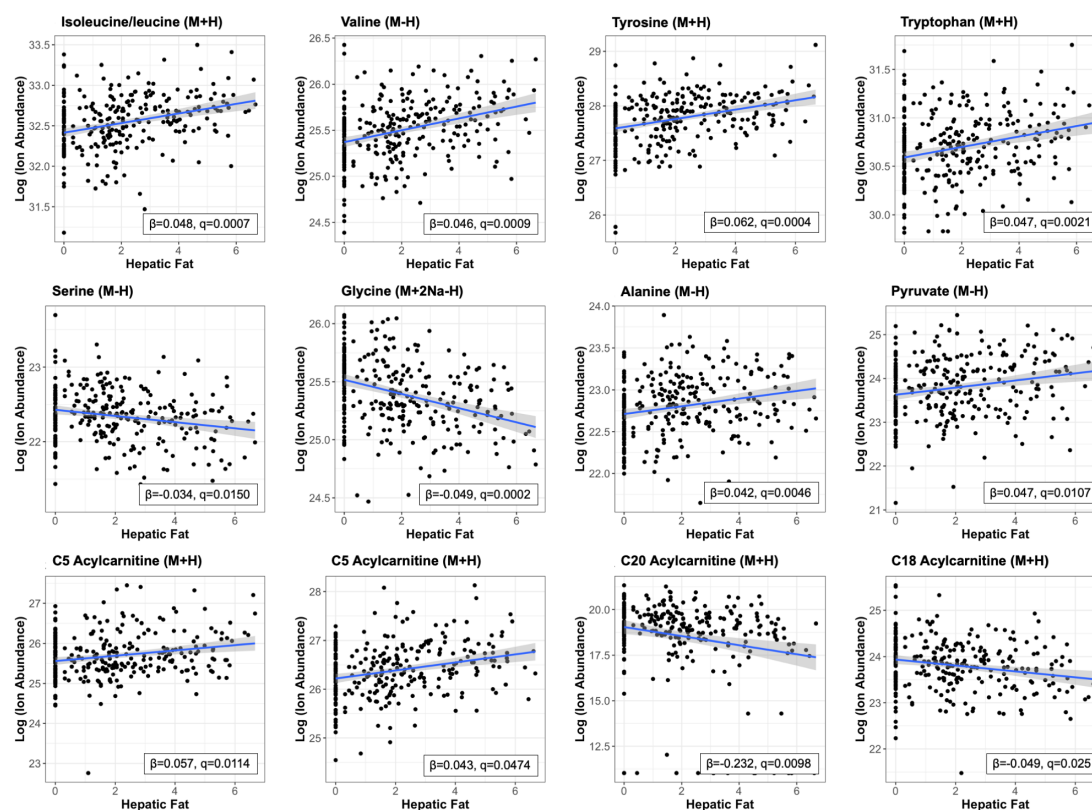 Isoleucine/leucine (M+H)
Log (Ion Abundance)
33.5
33.0
32.5
32.0
31.5
β=0.048, q=0.0007
0 2 4 6
Hepatic Fat
Valine (M-H)
Log (Ion Abundance)
26.5
26.0
25.5
25.0
24.5
β=0.046, q=0.0009
0 2 4 6
Hepatic Fat
Tyrosine (M+H)
Log (Ion Abundance)
29
28
27
26
β=0.062, q=0.0004
0 2 4 6
Hepatic Fat
Tryptophan (M+H)
Log (Ion Abundance)
31.5
31.0
30.5
30.0
β=0.047, q=0.0021
0 2 4 6
Hepatic Fat
Serine (M-H)
Log (Ion Abundance)
23
22
β=-0.034, q=0.0150
0 2 4 6
Hepatic Fat
Glycine (M+2Na-H)
Log (Ion Abundance)
26.0
25.5
25.0
24.5
β=-0.049, q=0.0002
0 2 4 6
Hepatic Fat
Alanine (M-H)
Log (Ion Abundance)
24.0
23.5
23.0
22.5
22.0
β=0.042, q=0.0046
0 2 4 6
Hepatic Fat
Pyruvate (M-H)
Log (Ion Abundance)
25
24
23
22
21
β=0.047, q=0.0107
0 2 4 6
Hepatic Fat
C5 Acylcarnitine (M+H)
Log (Ion Abundance)
27
26
25
24
23
β=0.057, q=0.0114
0 2 4 6
Hepatic Fat
C5 Acylcarnitine (M+H)
Log (Ion Abundance)
28
27
26
25
β=0.043, q=0.0474
0 2 4 6
Hepatic Fat
C20 Acylcarnitine (M+H)
Log (Ion Abundance)
20.0
17.5
15.0
12.5
β=-0.232, q=0.0098
0 2 4 6
Hepatic Fat
C18 Acylcarnitine (M+H)
Log (Ion Abundance)
25
24
23
22
β=-0.049, q=0.025
0 2 4 6
Hepatic Fat